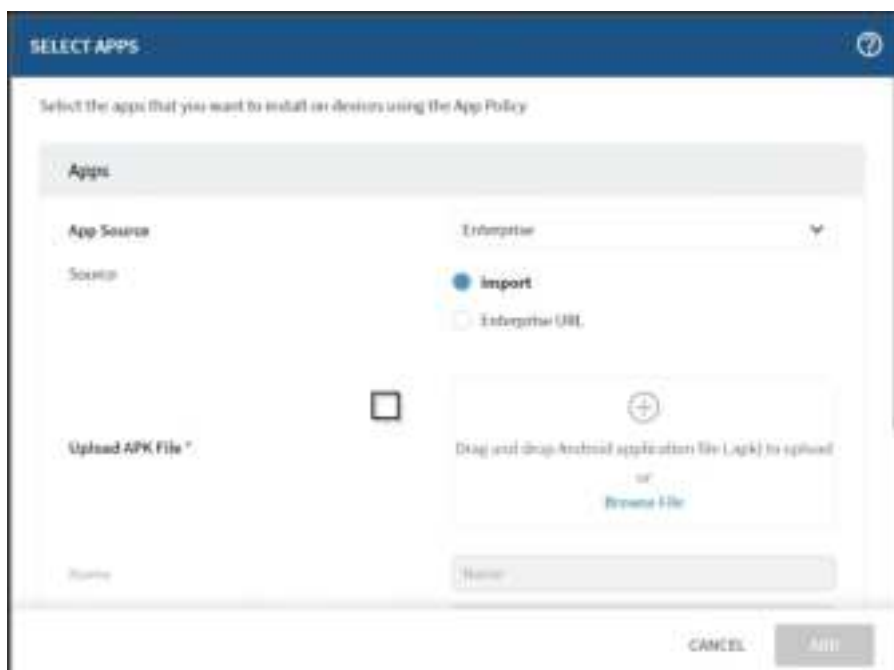 SELECT APPS
Select the apps that you want to install on devices using the App Policy
Apps
App Source
Enterprise
Source
Import
Enterprise URL
Upload APK File *
Drag and drop Android application file (.apk) to upload
or
Browse File
Name
Name
CANCEL
ADD